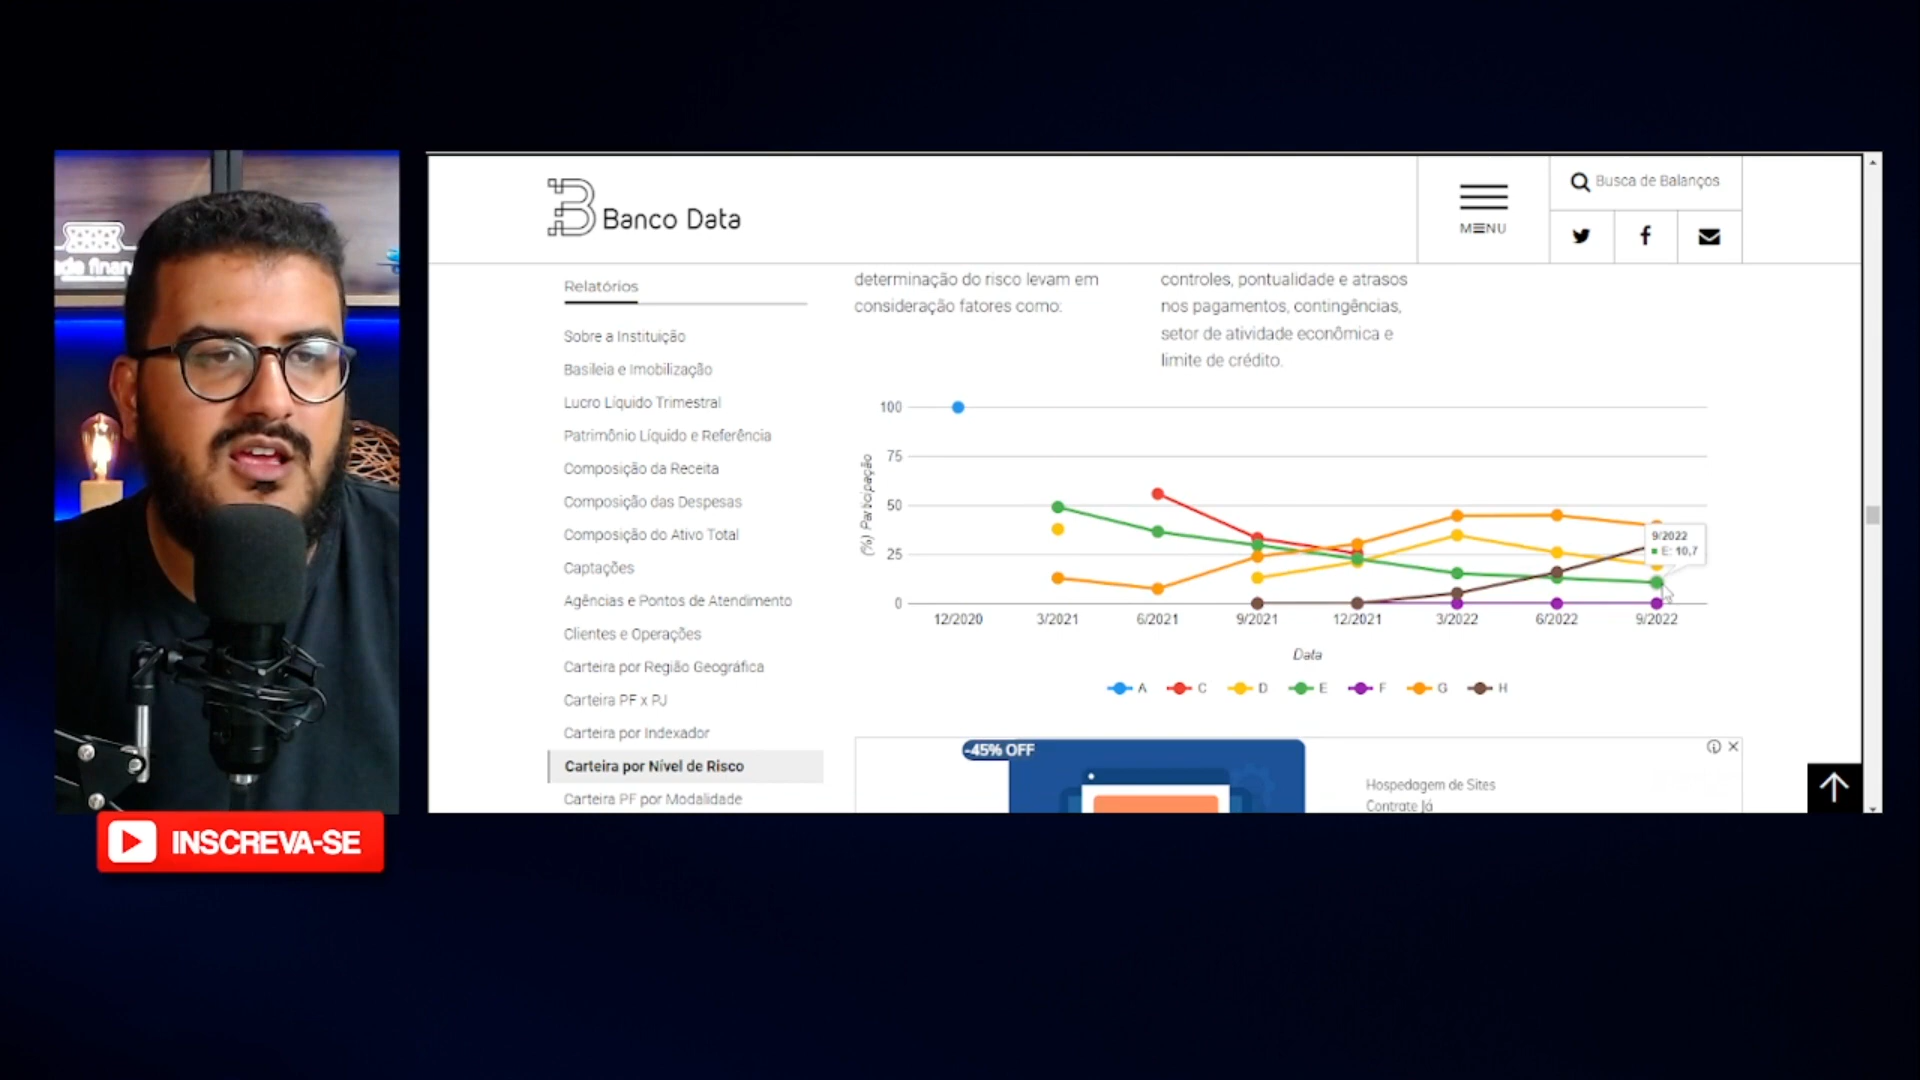 de finan
INSCREVA-SE
Banco Data
MENU
Busca de Balanços
Relatórios
Sobre a Instituição
Basileia e Imobilização
Lucro Líquido Trimestral
Patrimônio Líquido e Referência
Composição da Receita
Composição das Despesas
Composição do Ativo Total
Captações
Agências e Pontos de Atendimento
Clientes e Operações
Carteira por Região Geográfica
Carteira PF x PJ
Carteira por Indexador
Carteira por Nível de Risco
Carteira PF por Modalidade
determinação do risco levam em
consideração fatores como:
controles, pontualidade e atrasos
nos pagamentos, contingências,
setor de atividade econômica e
limite de crédito.
(%) Participação
100
75
50
25
0
9/2022
E: 10,7
12/2020 3/2021 6/2021 9/2021 12/2021 3/2022 6/2022 9/2022
Data
A C D E F G H
-45% OFF
Hospedagem de Sites
Contrate Já